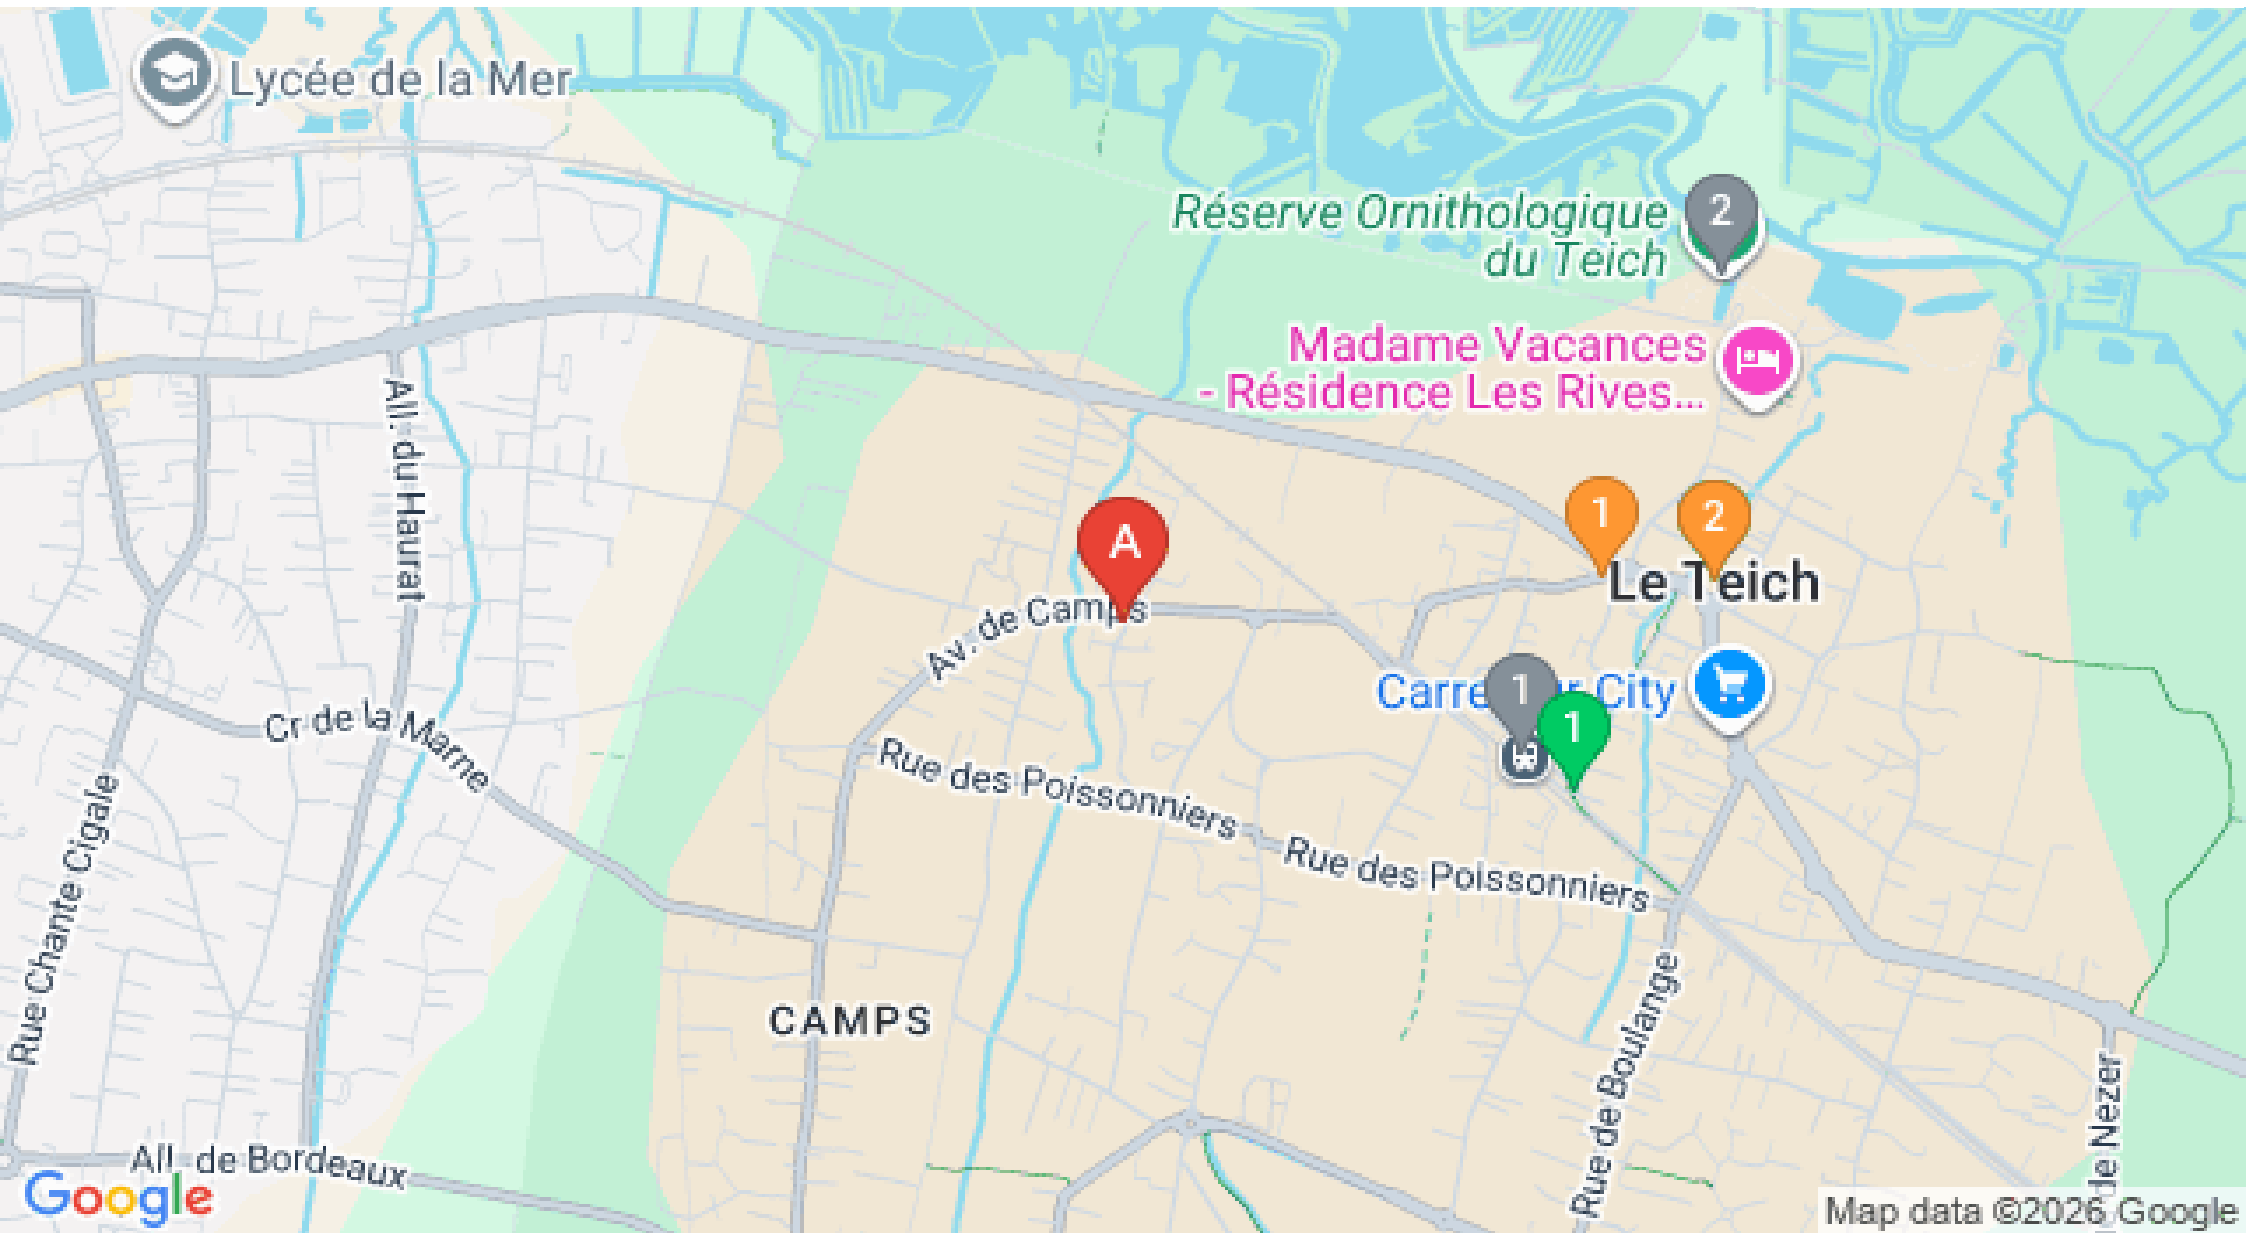 Lycée de la Mer
Réserve Ornithologique
du Teich
2
Madame Vacances
- Résidence Les Rives...
All. du Haurat
1
2
A
Le Teich
Av. de Camps
1
City
1
Cr de la Marne
Rue des Poissonniers
Rue des Poissonniers
Rue Chante Cigale
CAMPS
Rue de Boulange
de Nezer
All. de Bordeaux
Google
Map data ©2026 Google